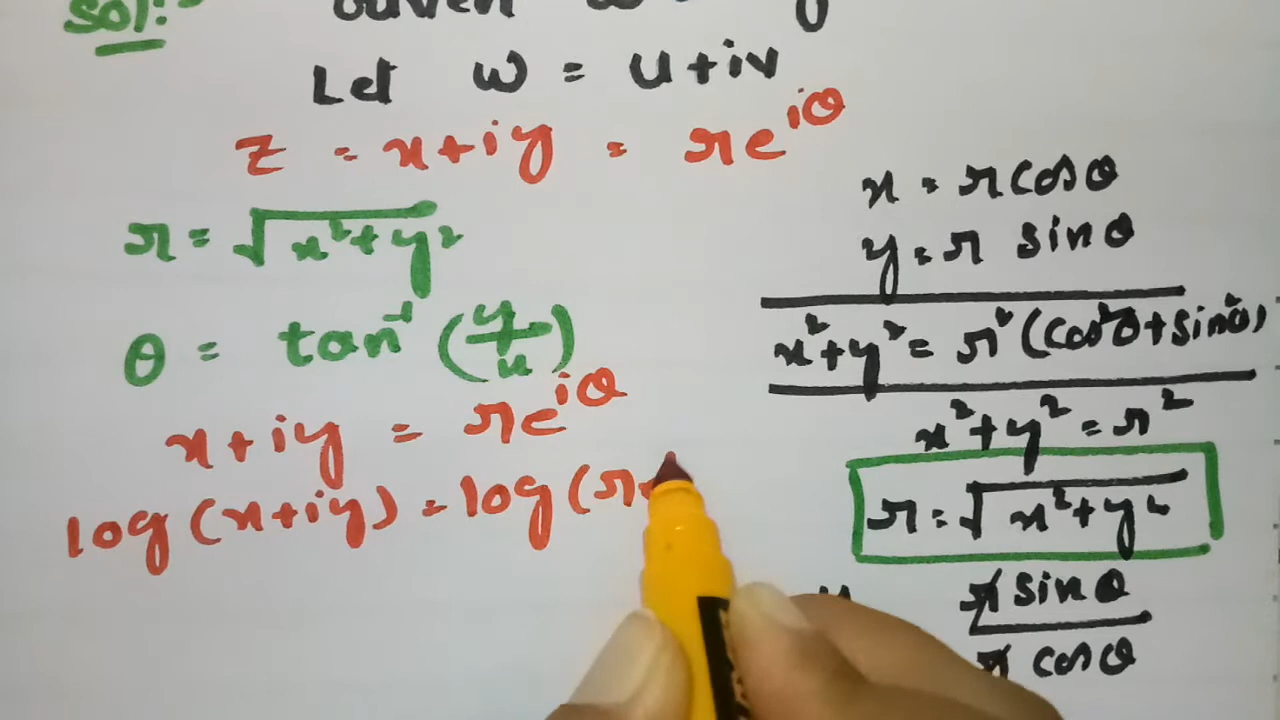 Sol:-
Let w = u+iv
z = x+iy = re^{iθ}
r = √(x²+y²)
θ = tan⁻¹(y/x)
x+iy = re^{iθ}
log(x+iy) = log(r
x = r cosθ
y = r sinθ
x²+y² = r²(cos²θ+sin²θ)
x²+y² = r²
r = √(x²+y²)
r sinθ
r cosθ